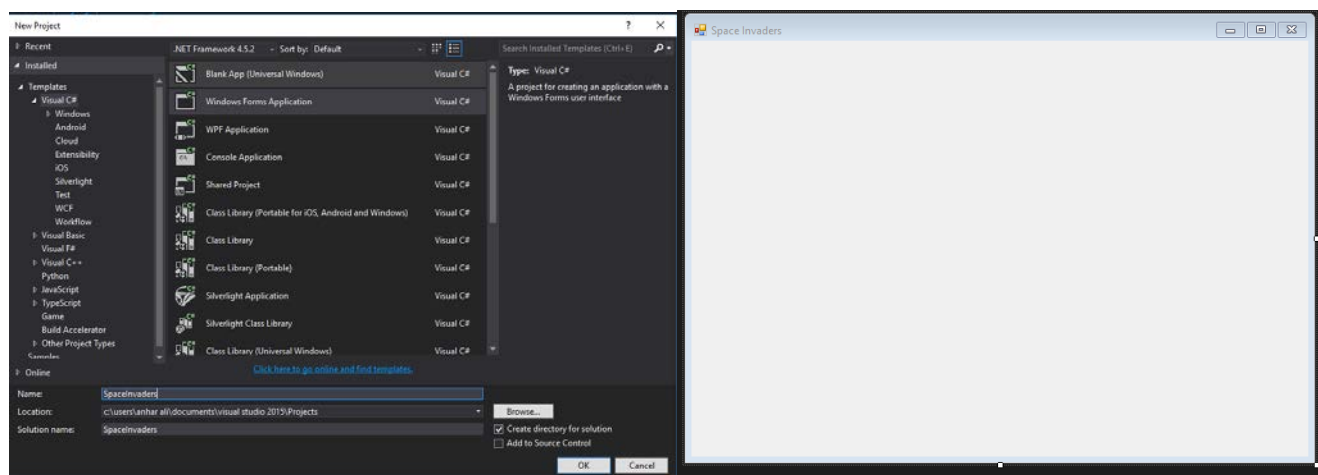 New Project
? ×
Recent
.NET Framework 4.5.2 Sort by: Default
Search Installed Templates (Ctrl+E)
Installed
Templates
Visual C#
Windows
Android
Cloud
Extensibility
iOS
Silverlight
Test
WCF
Workflow
Visual Basic
Visual F#
Visual C++
Python
JavaScript
TypeScript
Game
Build Accelerator
Other Project Types
Samples
Online
Blank App (Universal Windows) Visual C#
Windows Forms Application Visual C#
WPF Application Visual C#
Console Application Visual C#
Shared Project Visual C#
Class Library (Portable for iOS, Android and Windows) Visual C#
Class Library Visual C#
Class Library (Portable) Visual C#
Silverlight Application Visual C#
Silverlight Class Library Visual C#
Class Library (Universal Windows) Visual C#
Click here to go online and find templates.
Type: Visual C#
A project for creating an application with a
Windows Forms user interface
Name: SpaceInvaders
Location: c:\users\anhar ali\documents\visual studio 2015\Projects
Browse...
Solution name: SpaceInvaders
Create directory for solution
Add to Source Control
OK Cancel
Space Invaders